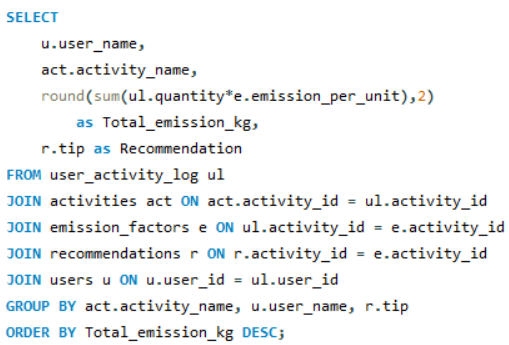 SELECT
    u.user_name,
    act.activity_name,
    round(sum(ul.quantity*e.emission_per_unit),2)
        as Total_emission_kg,
    r.tip as Recommendation
FROM user_activity_log ul
JOIN activities act ON act.activity_id = ul.activity_id
JOIN emission_factors e ON ul.activity_id = e.activity_id
JOIN recommendations r ON r.activity_id = e.activity_id
JOIN users u ON u.user_id = ul.user_id
GROUP BY act.activity_name, u.user_name, r.tip
ORDER BY Total_emission_kg DESC;